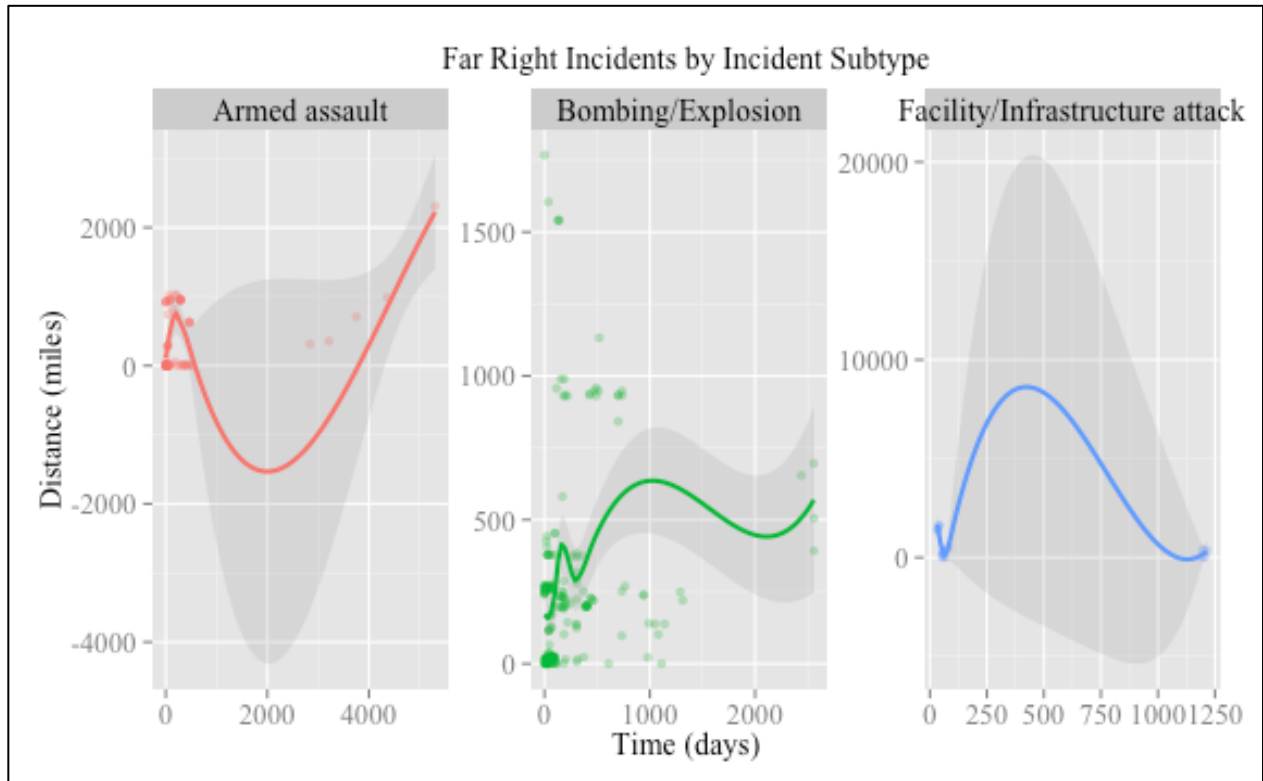 Far Right Incidents by Incident Subtype
Armed assault
Bombing/Explosion
Facility/Infrastructure attack
Distance (miles)
2000
0
-2000
-4000
1500
1000
500
0
20000
10000
0
0 2000 4000
0 1000 2000
0 250 500 750 1000 1250
Time (days)